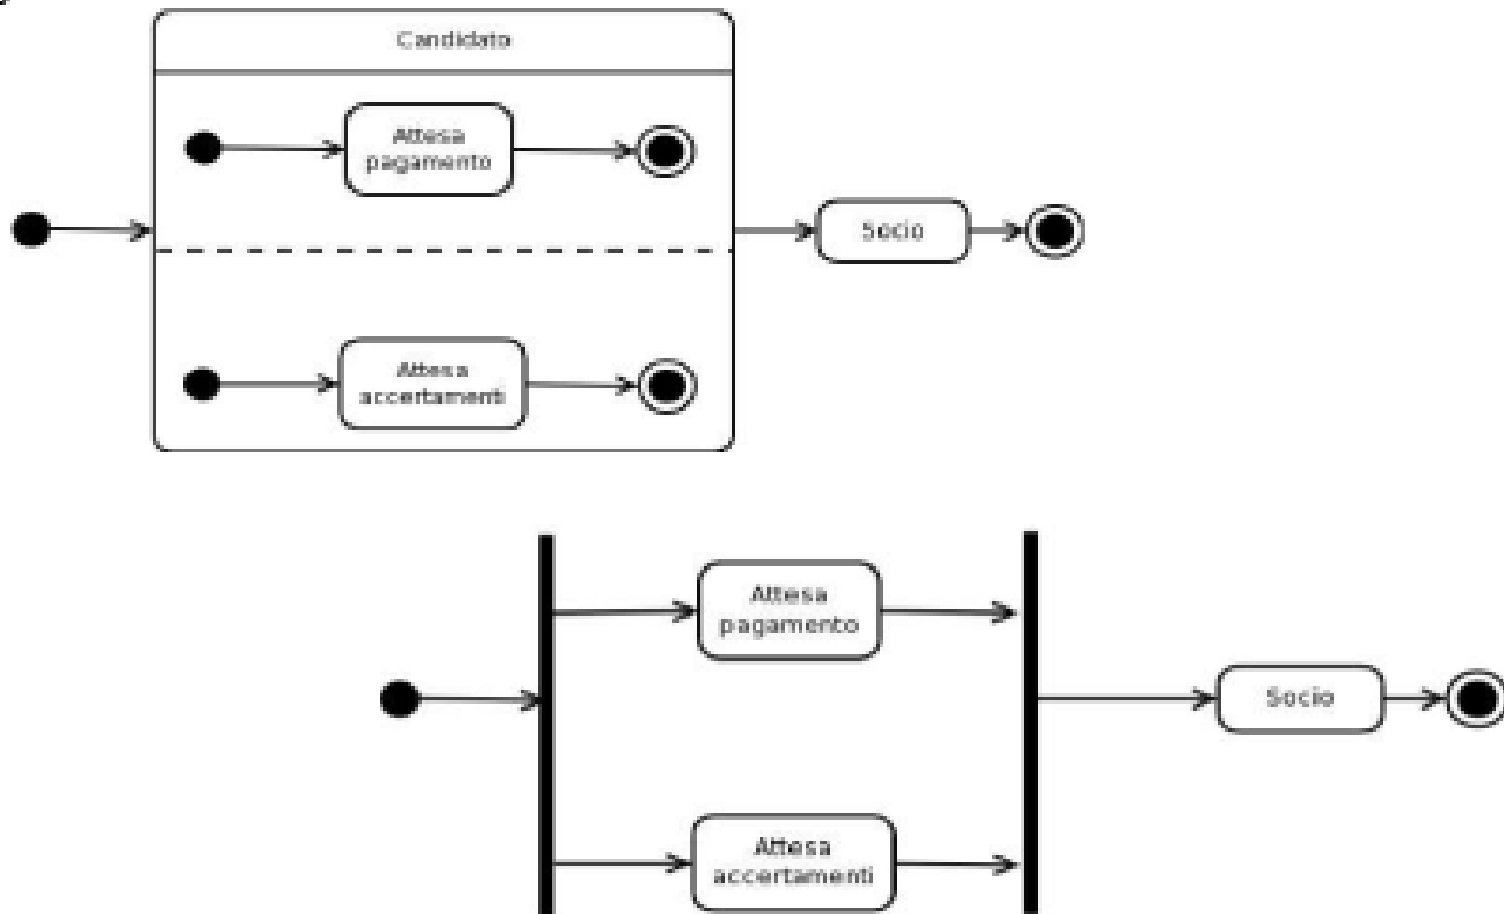 Candidato
Attesa
pagamento
Socio
Attesa
accertamenti
Attesa
pagamento
Socio
Attesa
accertamenti